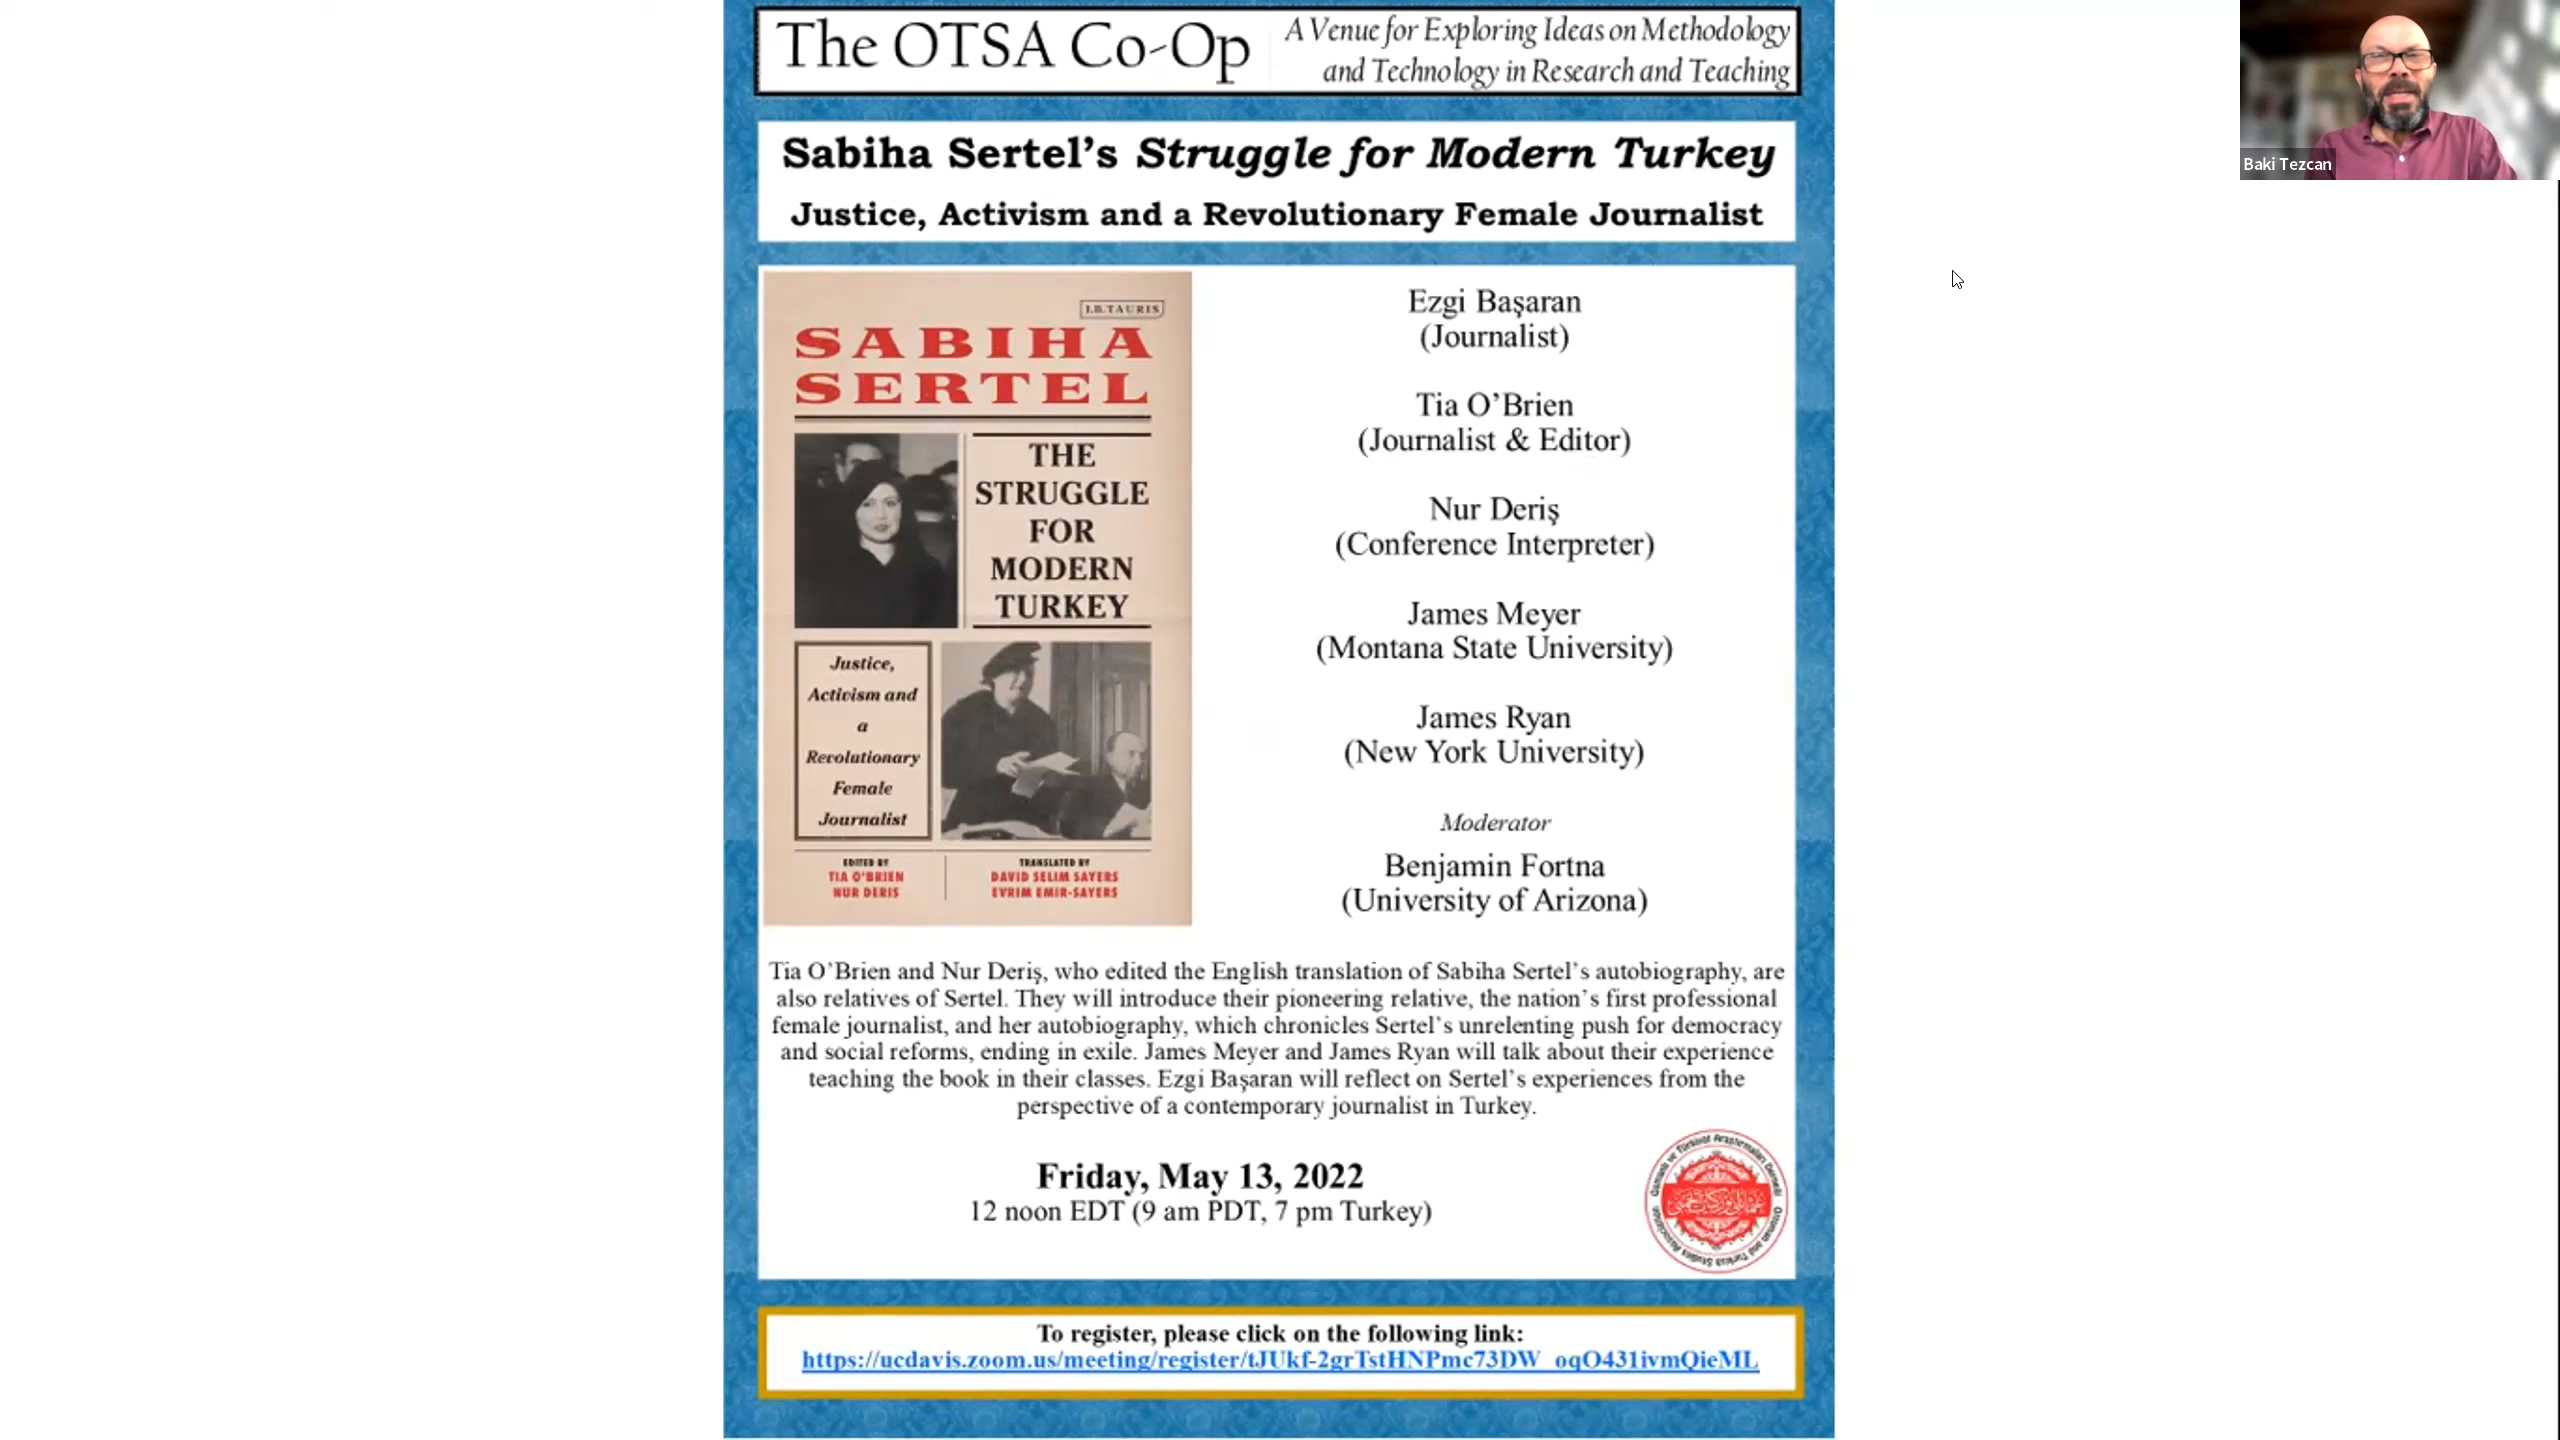 The OTSA Co-Op
A Venue for Exploring Ideas on Methodology
and Technology in Research and Teaching
Baki Tezcan
Sabiha Sertel’s Struggle for Modern Turkey
Justice, Activism and a Revolutionary Female Journalist
I.B.TAURIS
SABIHA
SERTEL
THE
STRUGGLE
FOR
MODERN
TURKEY
Justice,
Activism and
a
Revolutionary
Female
Journalist
EDITED BY
TIA O'BRIEN
NUR DERIS
TRANSLATED BY
DAVID SELIM SAYERS
EVRIM EMIR-SAYERS
Ezgi Başaran
(Journalist)
Tia O’Brien
(Journalist & Editor)
Nur Deriş
(Conference Interpreter)
James Meyer
(Montana State University)
James Ryan
(New York University)
Moderator
Benjamin Fortna
(University of Arizona)
Tia O’Brien and Nur Deriş, who edited the English translation of Sabiha Sertel’s autobiography, are
also relatives of Sertel. They will introduce their pioneering relative, the nation’s first professional
female journalist, and her autobiography, which chronicles Sertel’s unrelenting push for democracy
and social reforms, ending in exile. James Meyer and James Ryan will talk about their experience
teaching the book in their classes. Ezgi Başaran will reflect on Sertel’s experiences from the
perspective of a contemporary journalist in Turkey.
Friday, May 13, 2022
12 noon EDT (9 am PDT, 7 pm Turkey)
Osmanlı ve Türkiyat Araştırmaları Derneği
Ottoman and Turkish Studies Association
To register, please click on the following link:
https://ucdavis.zoom.us/meeting/register/tJUkf-2grTstHNPmc73DW_oqO431ivmQieML